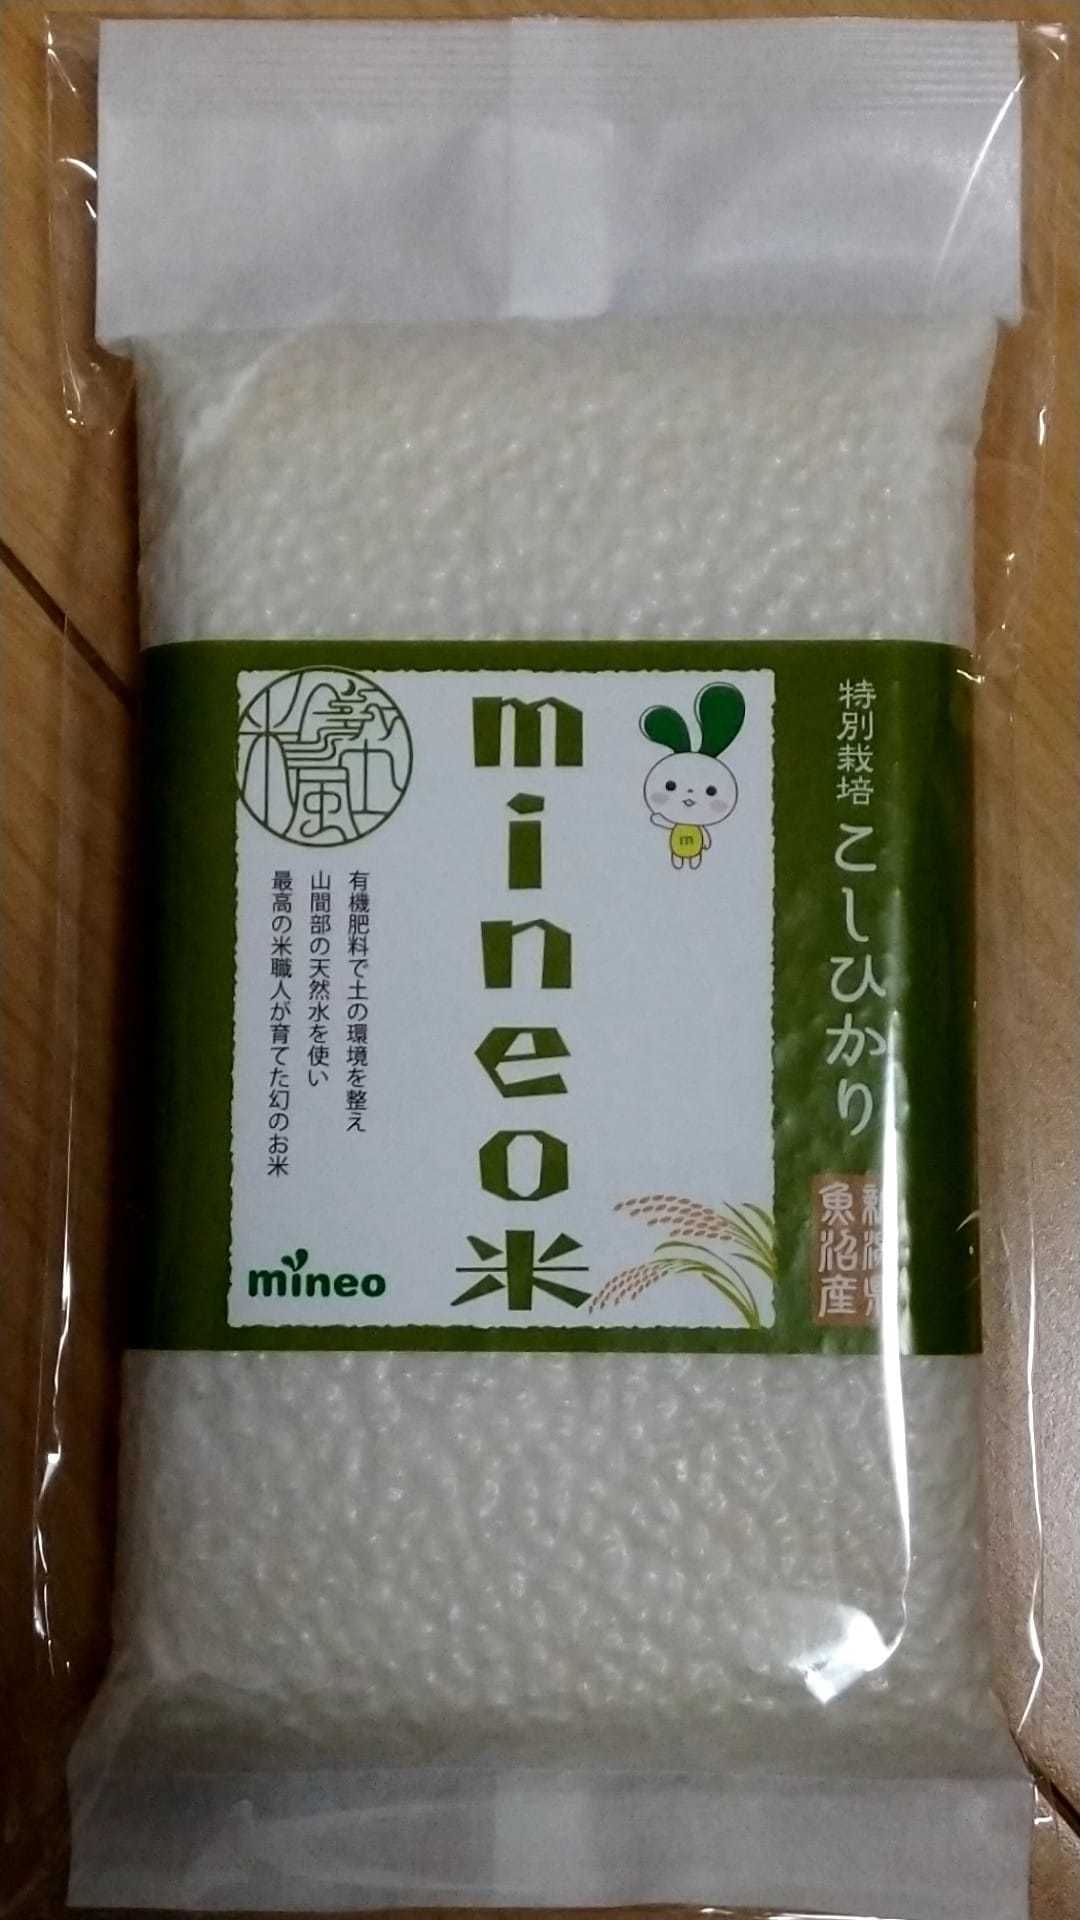 特別栽培 こしひかり
新潟県
魚沼産
mineo米
m
有機肥料で土の環境を整え
山間部の天然水を使い
最高の米職人が育てた幻のお米
mineo